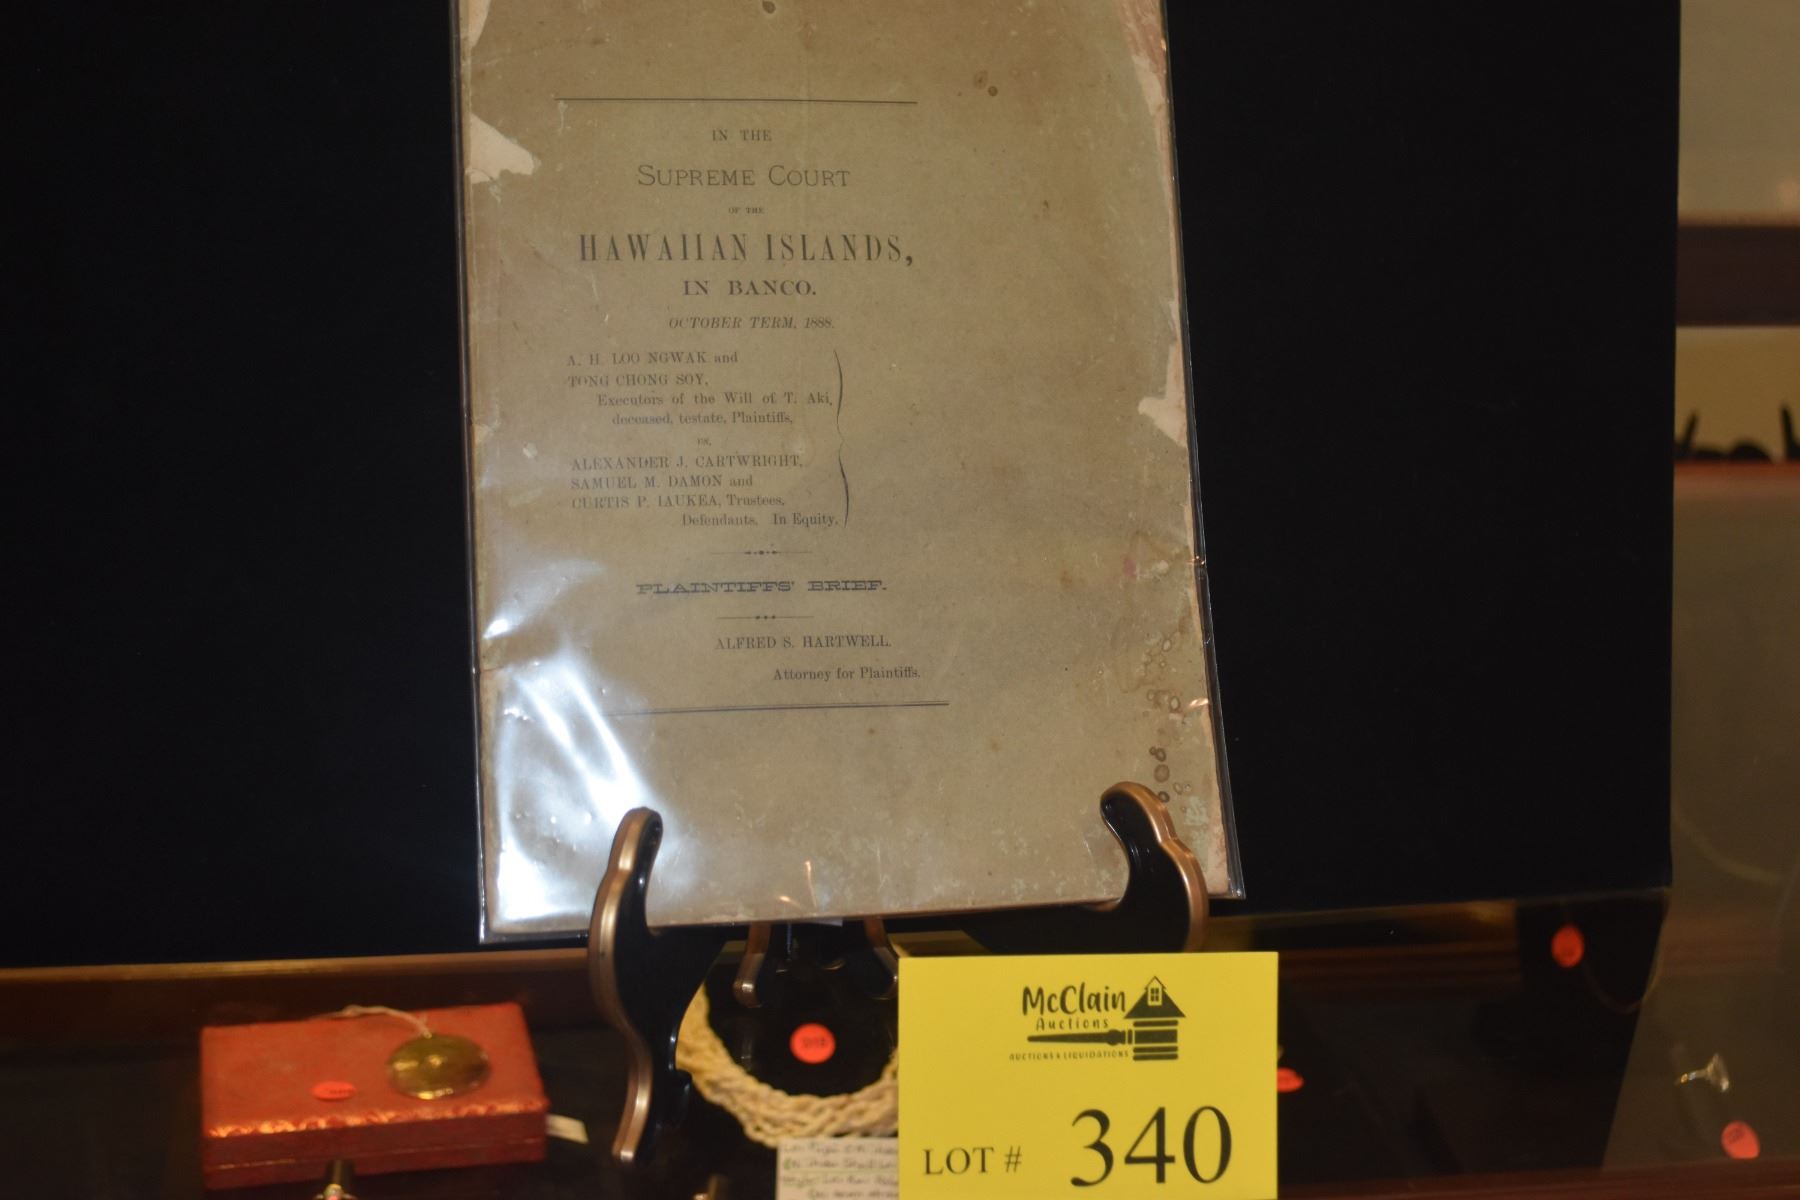 IN THE
SUPREME COURT
OF THE
HAWAIIAN ISLANDS,
IN BANCO.
OCTOBER TERM, 1888.
A. H. LOO NGWAK and
TONG CHONG SOY,
Executors of the Will of T. Aki,
deceased, testate, Plaintiffs,
vs.
ALEXANDER J. CARTWRIGHT,
SAMUEL M. DAMON and
CURTIS P. IAUKEA, Trustees,
Defendants. In Equity.
PLAINTIFFS' BRIEF.
ALFRED S. HARTWELL.
Attorney for Plaintiffs.
McClain
Auctions
AUCTIONS & LIQUIDATIONS
LOT # 340